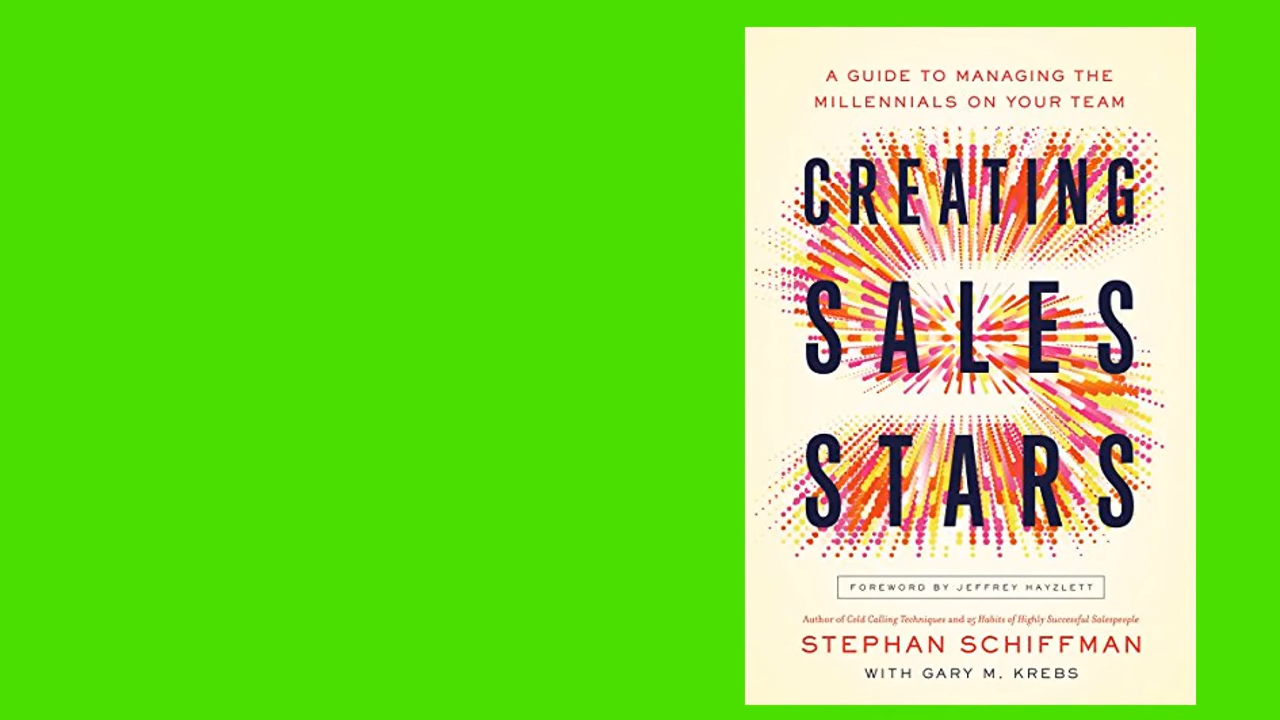 A GUIDE TO MANAGING THE
MILLENNIALS ON YOUR TEAM
CREATING
SALES
STARS
FOREWORD BY JEFFREY HAYZLETT
Author of Cold Calling Techniques and 25 Habits of Highly Successful Salespeople
STEPHAN SCHIFFMAN
WITH GARY M. KREBS